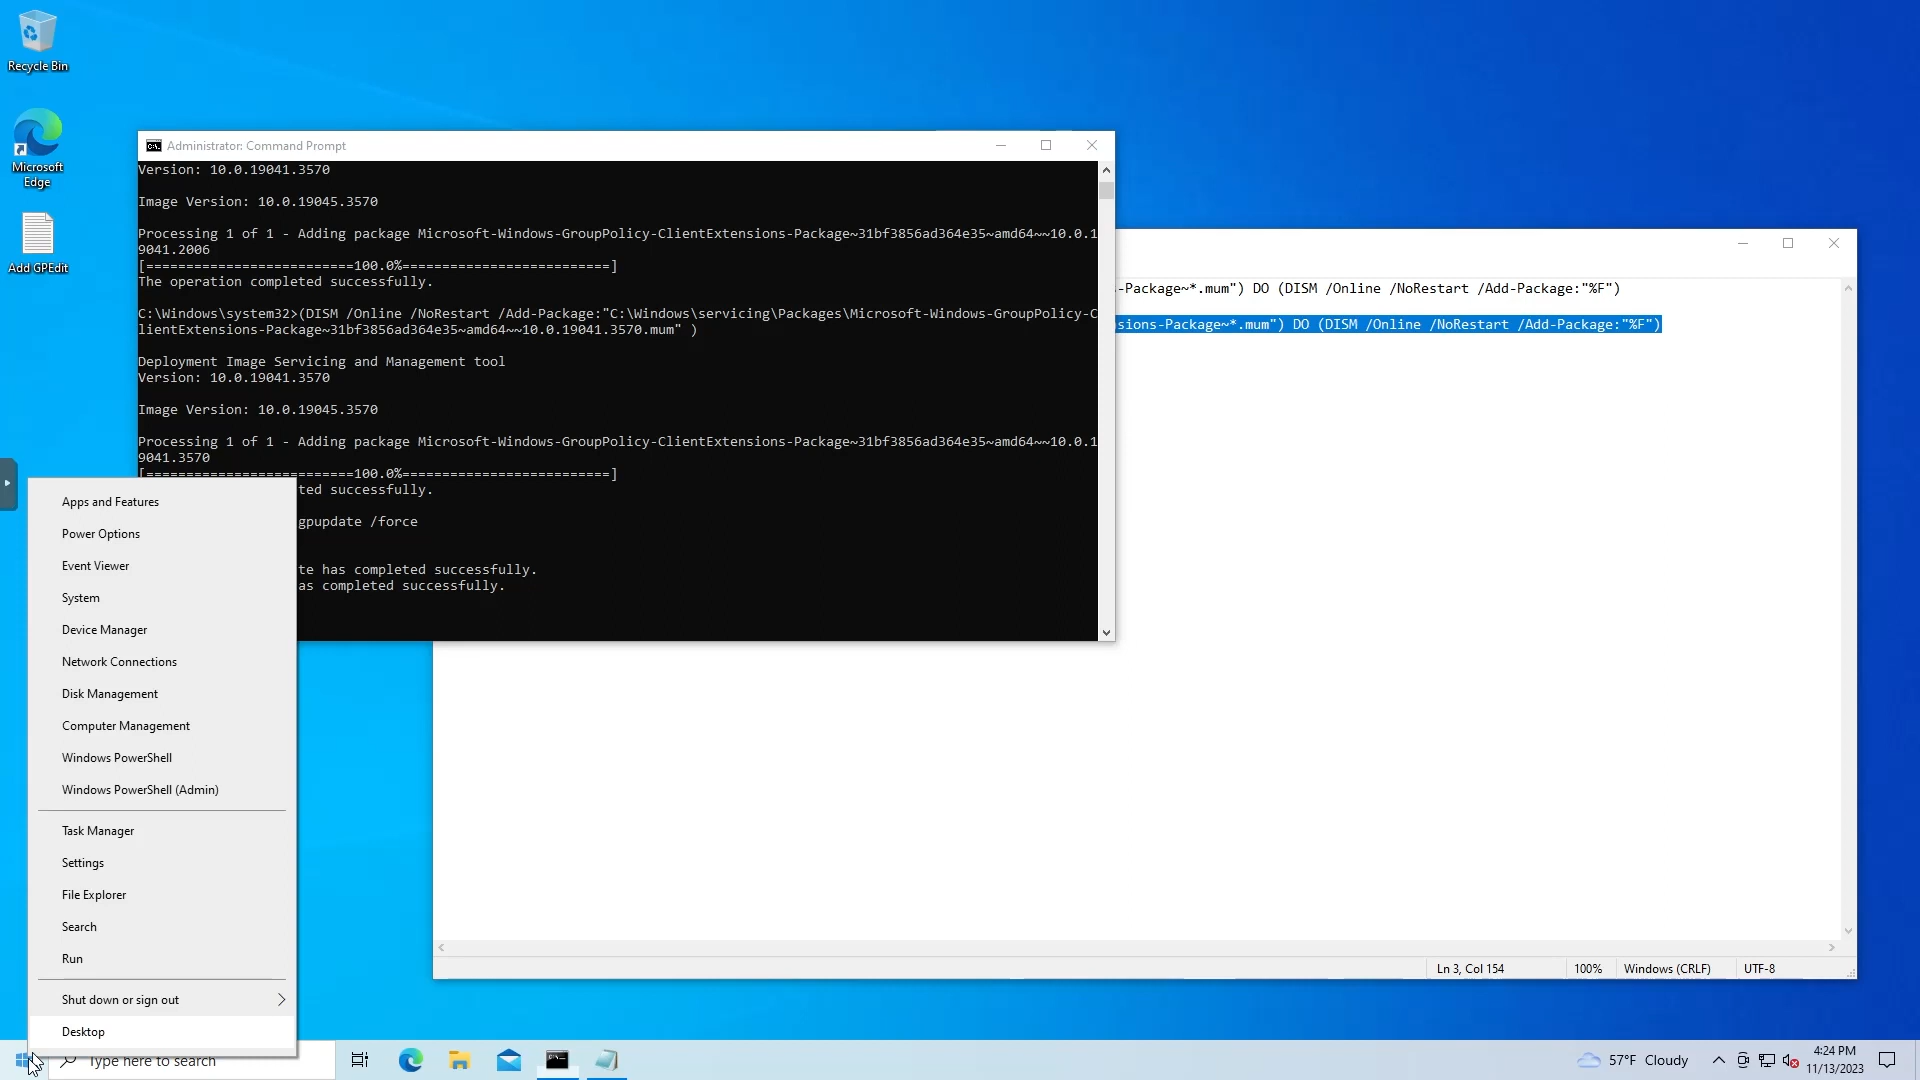 Recycle Bin
Microsoft
Edge
Add GPEdit
Administrator: Command Prompt
Version: 10.0.19041.3570
Image Version: 10.0.19045.3570
Processing 1 of 1 - Adding package Microsoft-Windows-GroupPolicy-ClientExtensions-Package~31bf3856ad364e35~amd64~~10.0.1
9041.2006
[==========================100.0%==========================]
The operation completed successfully.
C:\Windows\system32>(DISM /Online /NoRestart /Add-Package:"C:\Windows\servicing\Packages\Microsoft-Windows-GroupPolicy-C
lientExtensions-Package~31bf3856ad364e35~amd64~~10.0.19041.3570.mum" )
Deployment Image Servicing and Management tool
Version: 10.0.19041.3570
Image Version: 10.0.19045.3570
Processing 1 of 1 - Adding package Microsoft-Windows-GroupPolicy-ClientExtensions-Package~31bf3856ad364e35~amd64~~10.0.1
9041.3570
[==========================100.0%==========================]
ted successfully.
gpupdate /force
te has completed successfully.
as completed successfully.
-Package~*.mum") DO (DISM /Online /NoRestart /Add-Package:"%F")
sions-Package~*.mum") DO (DISM /Online /NoRestart /Add-Package:"%F")
Ln 3, Col 154
100%
Windows (CRLF)
UTF-8
Apps and Features
Power Options
Event Viewer
System
Device Manager
Network Connections
Disk Management
Computer Management
Windows PowerShell
Windows PowerShell (Admin)
Task Manager
Settings
File Explorer
Search
Run
Shut down or sign out
Desktop
Type here to search
57°F Cloudy
4:24 PM
11/13/2023